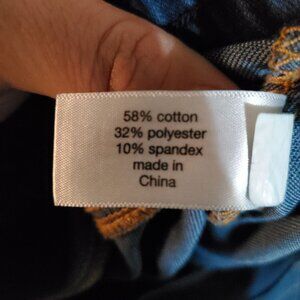 58% cotton
32% polyester
10% spandex
made in
China